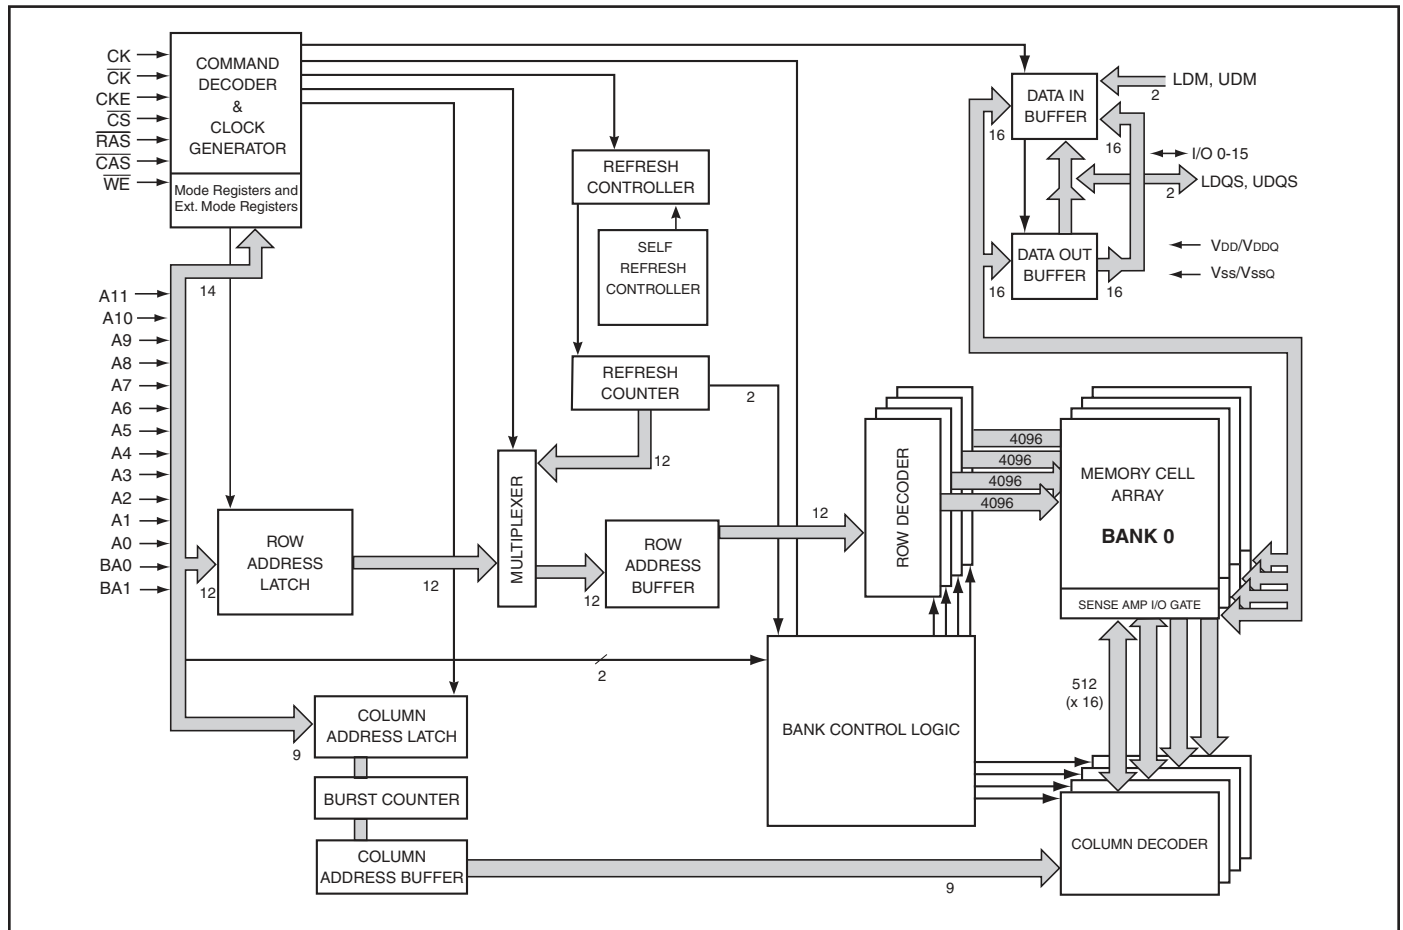 CK
CK
CKE
CS
RAS
CAS
WE
COMMAND
DECODER
&
CLOCK
GENERATOR
Mode Registers and
Ext. Mode Registers
14
A11
A10
A9
A8
A7
A6
A5
A4
A3
A2
A1
A0
BA0
BA1
12
ROW
ADDRESS
LATCH
12
REFRESH
CONTROLLER
SELF
REFRESH
CONTROLLER
REFRESH
COUNTER
2
12
MULTIPLEXER
12
ROW
ADDRESS
BUFFER
12
2
9
COLUMN
ADDRESS LATCH
BURST COUNTER
COLUMN
ADDRESS BUFFER
9
BANK CONTROL LOGIC
ROW DECODER
4096
4096
4096
4096
MEMORY CELL
ARRAY
BANK 0
SENSE AMP I/O GATE
512
(x 16)
COLUMN DECODER
DATA IN
BUFFER
LDM, UDM
2
16
16
I/O 0-15
LDQS, UDQS
2
DATA OUT
BUFFER
16
16
VDD/VDDQ
Vss/VssQ